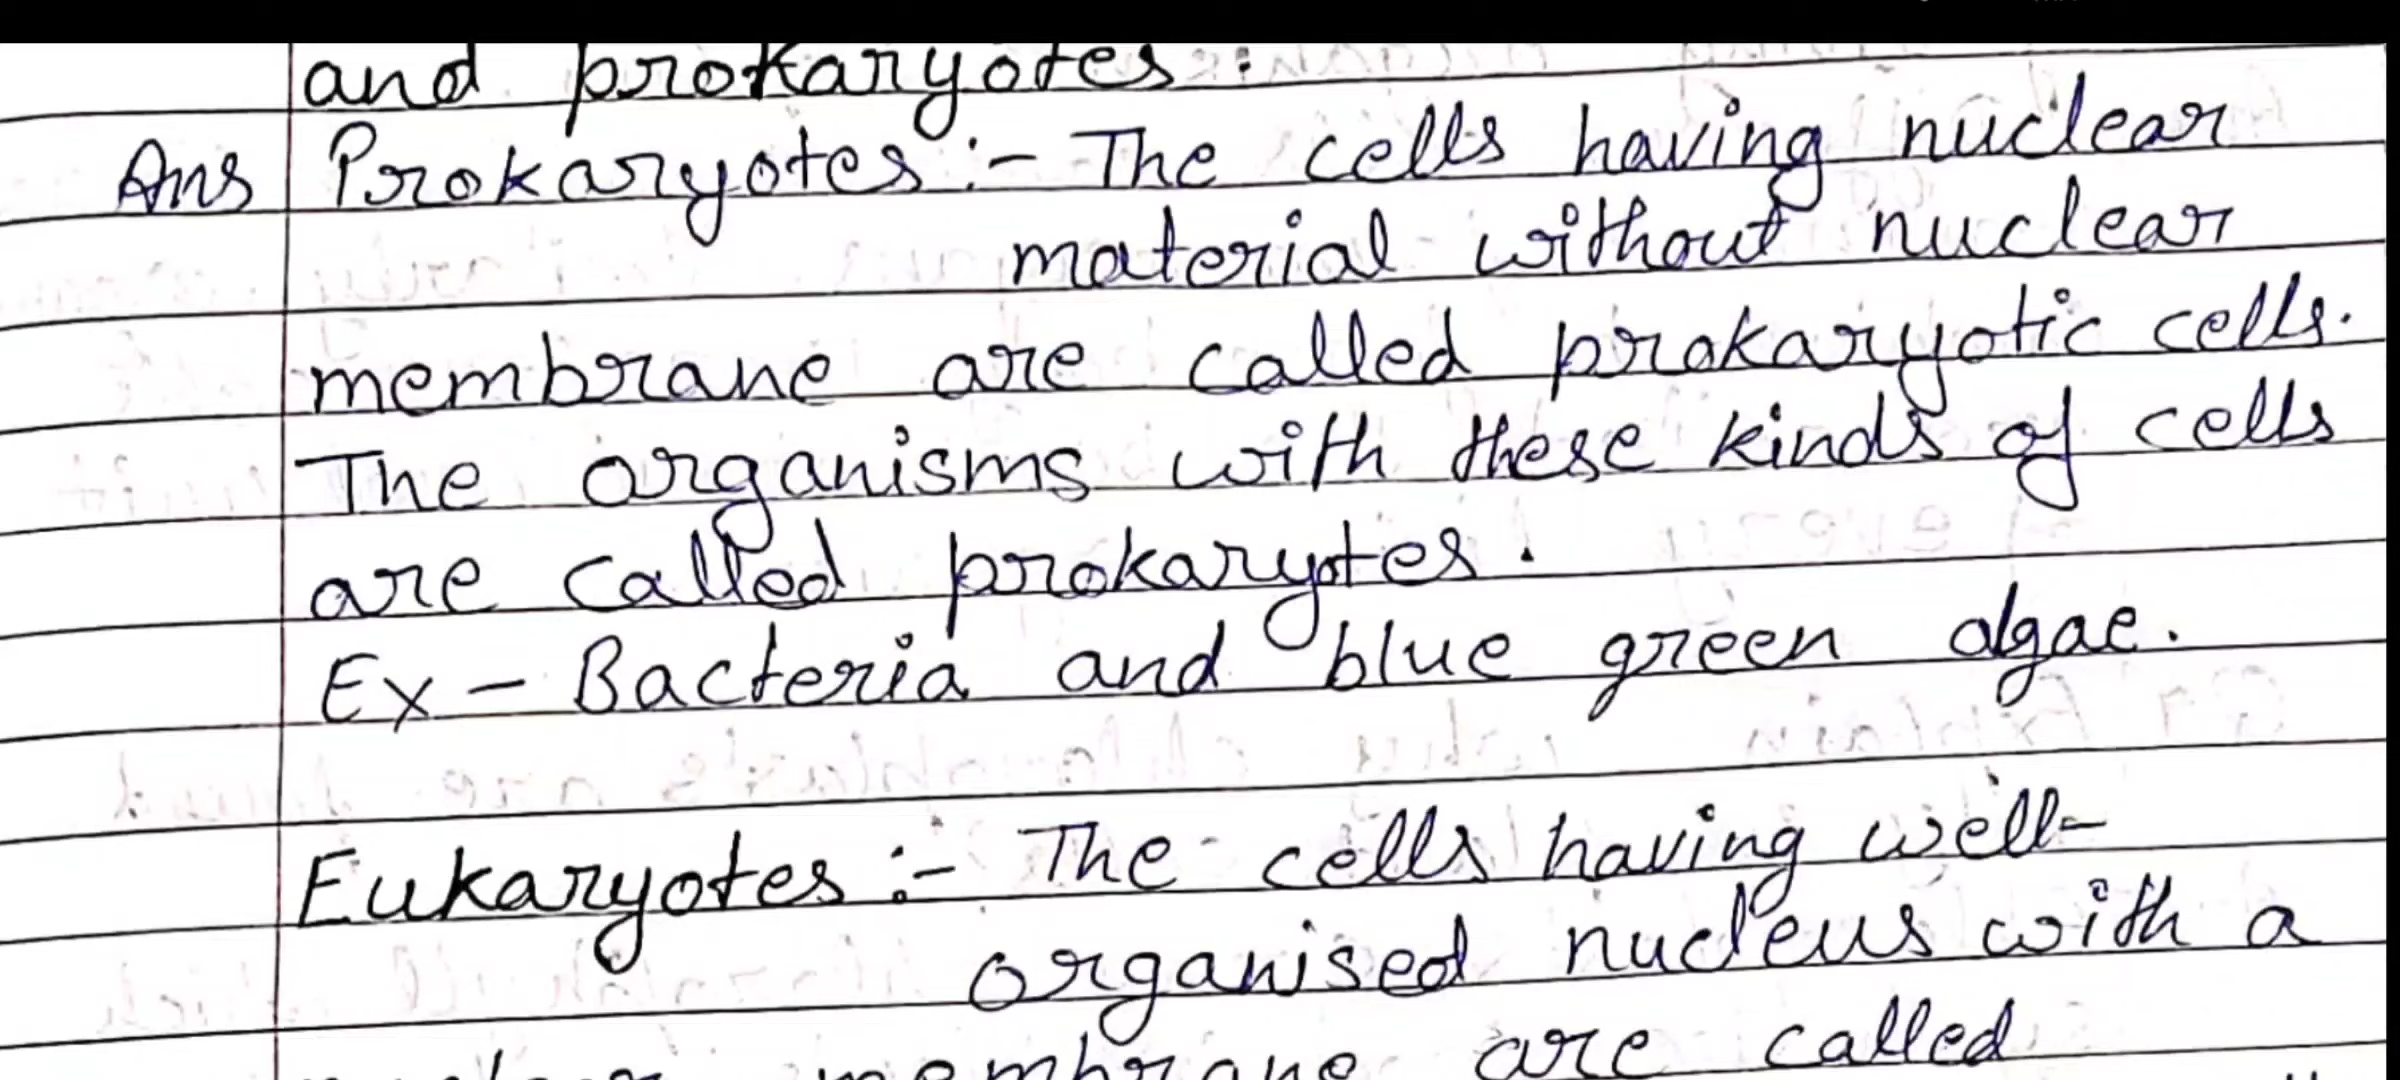 and prokaryotes.
Ans Prokaryotes :- The cells having nuclear
material without nuclear
membrane are called prokaryotic cells.
The organisms with these kinds of cells
are called prokaryotes.
Ex - Bacteria and blue green algae.
Eukaryotes :- The cells having well-
organised nucleus with a
membrane are called